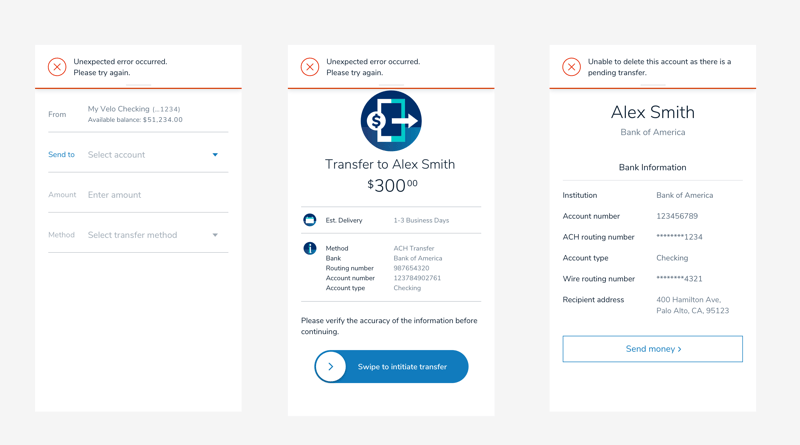 Unexpected error occurred.
Please try again.
From
My Velo Checking (...1234)
Available balance: $51,234.00
Send to
Select account
Amount
Enter amount
Method
Select transfer method
Unexpected error occurred.
Please try again.
$
Transfer to Alex Smith
$300 00
Est. Delivery
1-3 Business Days
Method ACH Transfer
Bank Bank of America
Routing number 987654320
Account number 123784902761
Account type Checking
Please verify the accuracy of the information before
continuing.
Swipe to intitiate transfer
Unable to delete this account as there is a
pending transfer.
Alex Smith
Bank of America
Bank Information
Institution Bank of America
Account number 123456789
ACH routing number ********1234
Account type Checking
Wire routing number ********4321
Recipient address 400 Hamilton Ave,
Palo Alto, CA, 95123
Send money